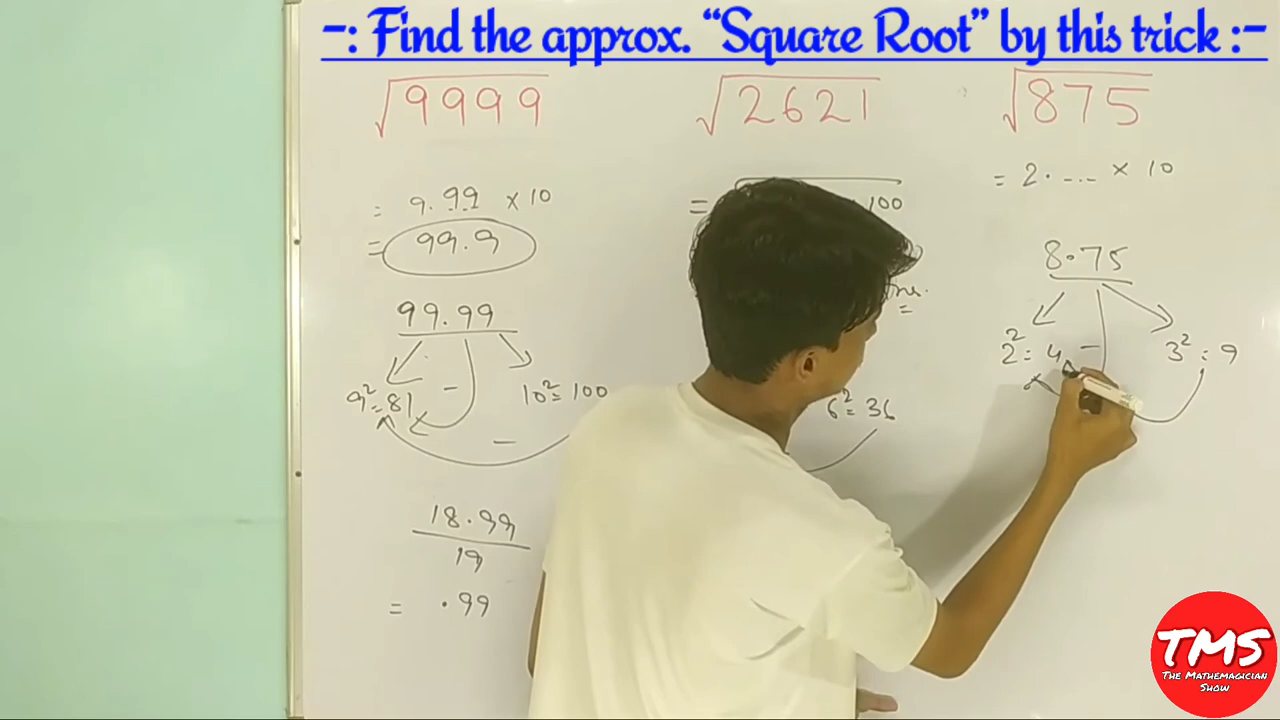 -: Find the approx. “Square Root” by this trick :-
√9999
= 9.99 × 10
= 99.9
99.99
9² = 81 - 10² = 100
-
18.99
19
= .99
√2621
= 100
Ans.
=
6² = 36
√875
= 2. --- × 10
8.75
2² = 4 - 3² = 9
TMS
The Mathemagician
Show